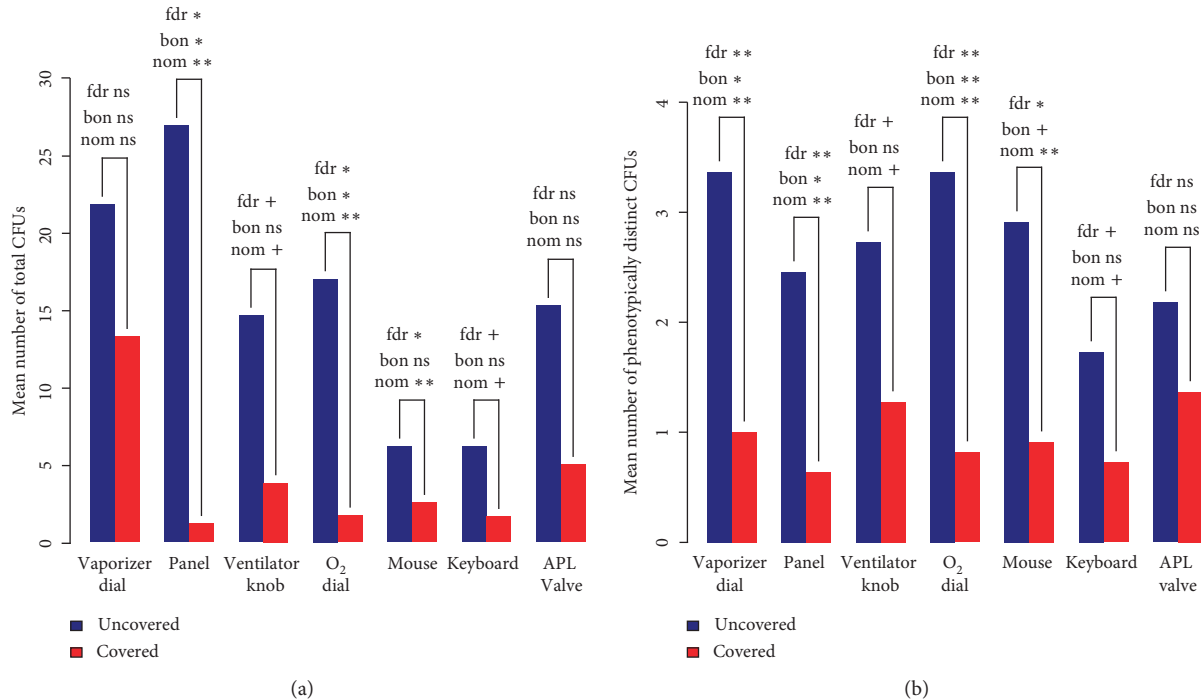 Mean number of total CFUs
30
25
20
15
10
5
0
fdr ns
bon ns
nom ns
fdr *
bon *
nom **
fdr +
bon ns
nom +
fdr *
bon *
nom **
fdr *
bon ns
nom **
fdr +
bon ns
nom +
fdr ns
bon ns
nom ns
Vaporizer
dial
Panel
Ventilator
knob
O₂
dial
Mouse
Keyboard
APL
Valve
Uncovered
Covered
(a)
Mean number of phenotypically distinct CFUs
4
3
2
1
0
fdr **
bon *
nom **
fdr **
bon *
nom **
fdr +
bon ns
nom +
fdr **
bon **
nom **
fdr *
bon +
nom **
fdr +
bon ns
nom +
fdr ns
bon ns
nom ns
Vaporizer
dial
Panel
Ventilator
knob
O₂
dial
Mouse
Keyboard
APL
valve
Uncovered
Covered
(b)